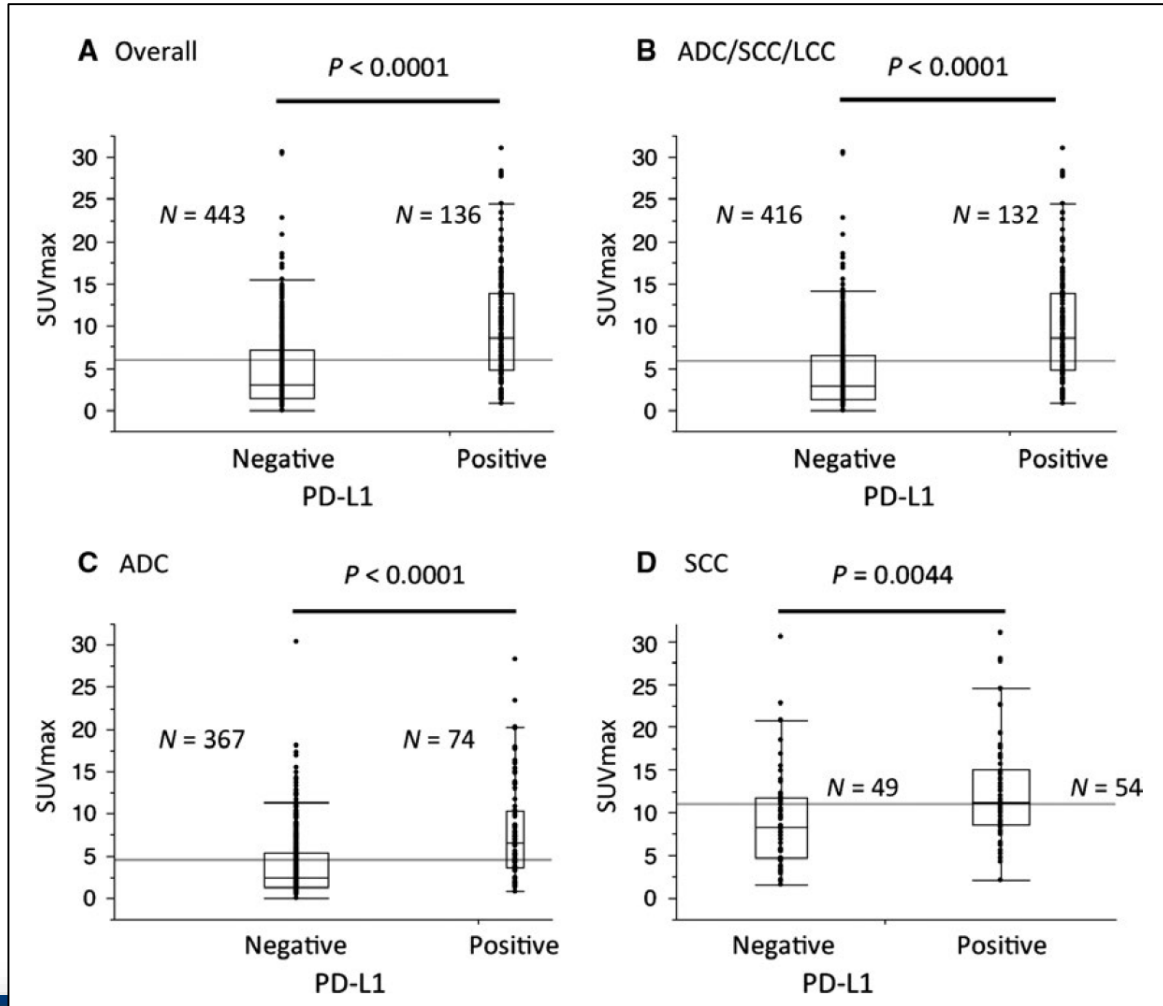 A Overall
P < 0.0001
30
25
20
15
10
5
0
SUVmax
N = 443
N = 136
Negative
Positive
PD-L1
B ADC/SCC/LCC
P < 0.0001
30
25
20
15
10
5
0
SUVmax
N = 416
N = 132
Negative
Positive
PD-L1
C ADC
P < 0.0001
30
25
20
15
10
5
0
SUVmax
N = 367
N = 74
Negative
Positive
PD-L1
D SCC
P = 0.0044
30
25
20
15
10
5
0
SUVmax
N = 49
N = 54
Negative
Positive
PD-L1